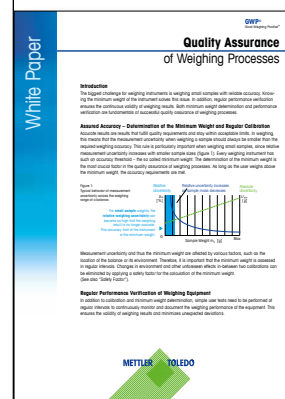 GWP®
Good Weighing Practice™
White Paper
Quality Assurance
of Weighing Processes
Introduction
The biggest challenge for weighing instruments is weighing small samples with reliable accuracy. Know-
ing the minimum weight of the instrument solves this issue. In addition, regular performance verification
ensures the continuous validity of weighing results. Both minimum weight determination and performance
verification are fundamentals of successful quality assurance of weighing processes.
Assured Accuracy – Determination of the Minimum Weight and Regular Calibration
Accurate results are results that fulfill quality requirements and stay within acceptable limits. In weighing,
this means that the measurement uncertainty when weighing a sample should always be smaller than the
required weighing accuracy. This rule is particularly important when weighing small samples, since relative
measurement uncertainty increases with smaller sample sizes (figure 1). Every weighing instrument has
such an accuracy threshold - the so called minimum weight. The determination of the minimum weight is
the most crucial factor in the quality assurance of weighing processes. As long as the user weighs above
the minimum weight, the accuracy requirements are met.
Figure 1:
Typical behavior of measurement
uncertainty across the weighing
range of a balance.
Relative
uncertainty
[%]
Relative uncertainty increases
as sample mass decreases
Absolute
uncertainty
[g]
For small sample weights, the
relative weighing uncertainty can
become so high that the weighing
result is no longer accurate.
This accuracy limit of the instrument
is the minimum weight.
0
Sample Weight m [g]
Max
Measurement uncertainty and thus the minimum weight are affected by various factors, such as the
location of the balance or its environment. Therefore, it is important that the minimum weight is assessed
in regular intervals. Changes in environment and other unforeseen effects in-between two calibrations can
be eliminated by applying a safety factor for the calculation of the minimum weight.
(See also "Safety Factor").
Regular Performance Verification of Weighing Equipment
In addition to calibration and minimum weight determination, simple user tests need to be performed at
regular intervals to continuously monitor and document the weighing performance of the equipment. This
ensures the validity of weighing results and minimizes unexpected deviations.
METTLER TOLEDO